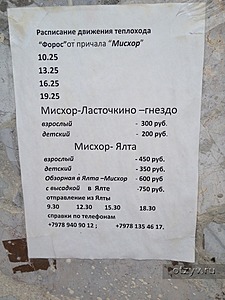 Расписание движения теплохода
"Форос" от причала "Мисхор"
10.25
13.25
16.25
19.25
Мисхор-Ласточкино –гнездо
взрослый - 300 руб.
детский - 200 руб.
Мисхор- Ялта
взрослый - 450 руб.
детский - 350 руб.
Обзорная в Ялта –Мисхор - 600 руб
с высадкой в Ялте -750 руб.
отправление из Ялты
9.30 12.30 15.30 18.30
справки по телефонам
+7978 940 90 12 ; +7978 135 46 17.
otzyv.ru